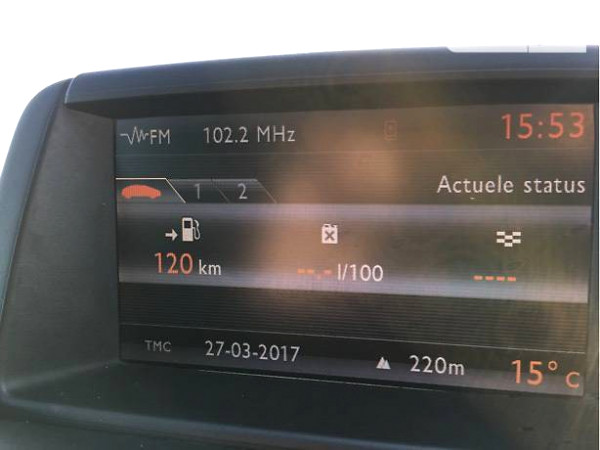 FM 102.2 MHz 15:53
1 2 Actuele status
120 km --.- l/100 ----
TMC 27-03-2017 220m 15° C